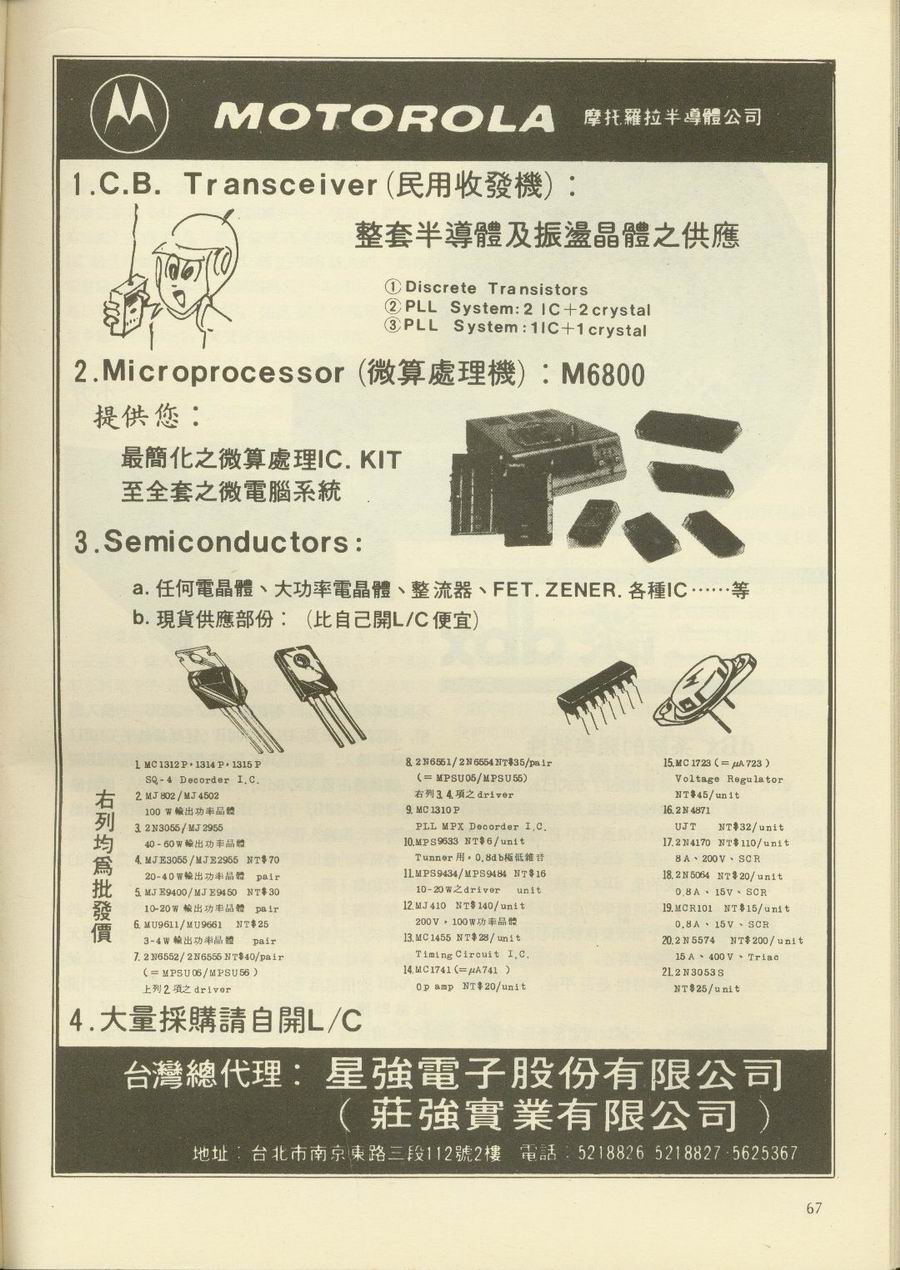 MOTOROLA 摩托羅拉半導體公司
1.C.B. Transceiver (民用收發機) :
整套半導體及振盪晶體之供應
① Discrete Transistors
② PLL System: 2 IC+2 crystal
③ PLL System: 1IC+1 crystal
2.Microprocessor (微算處理機) : M6800
提供您:
最簡化之微算處理IC. KIT
至全套之微電腦系統
3.Semiconductors:
a. 任何電晶體、大功率電晶體、整流器、FET. ZENER. 各種IC……等
b. 現貨供應部份: (比自己開L/C便宜)
右列均為批發價
1. MC1312P,1314P,1315P
SQ-4 Decorder I.C.
2. MJ802/MJ4502
100W輸出功率晶體
3. 2N3055/MJ2955
40-60W輸出功率晶體
4. MJE3055/MJE2955 NT$70
20-40W輸出功率晶體 pair
5. MJE9400/MJE9450 NT$30
10-20W輸出功率晶體 pair
6. MU9611/MU9661 NT$25
3-4W輸出功率晶體 pair
7. 2N6552/2N6555 NT$40/pair
(=MPSU06/MPSU56)
上列2.項之driver
8. 2N6551/2N6554 NT$35/pair
(=MPSU05/MPSU55)
右列3.4.項之driver
9. MC1310P
PLL MPX Decorder I.C.
10. MPS9633 NT$6/unit
Tunner用,0.8db極低雜音
11. MPS9434/MPS9484 NT$16
10-20W之driver unit
12. MJ410 NT$140/unit
200V,100W功率晶體
13. MC1455 NT$28/unit
Timing Circuit I.C.
14. MC1741 (=μA741)
Op amp NT$20/unit
15. MC1723 (=μA723)
Voltage Regulator
NT$45/unit
16. 2N4871
UJT NT$32/unit
17. 2N4170 NT$110/unit
8A、200V、SCR
18. 2N5064 NT$20/unit
0.8A、15V、SCR
19. MCR101 NT$15/unit
0.8A、15V、SCR
20. 2N5574 NT$200/unit
15A、400V、Triac
21. 2N3053S
NT$25/unit
4.大量採購請自開L/C
台灣總代理: 星強電子股份有限公司
(莊強實業有限公司)
地址:台北市南京東路三段112號2樓 電話:5218826 5218827·5625367
67